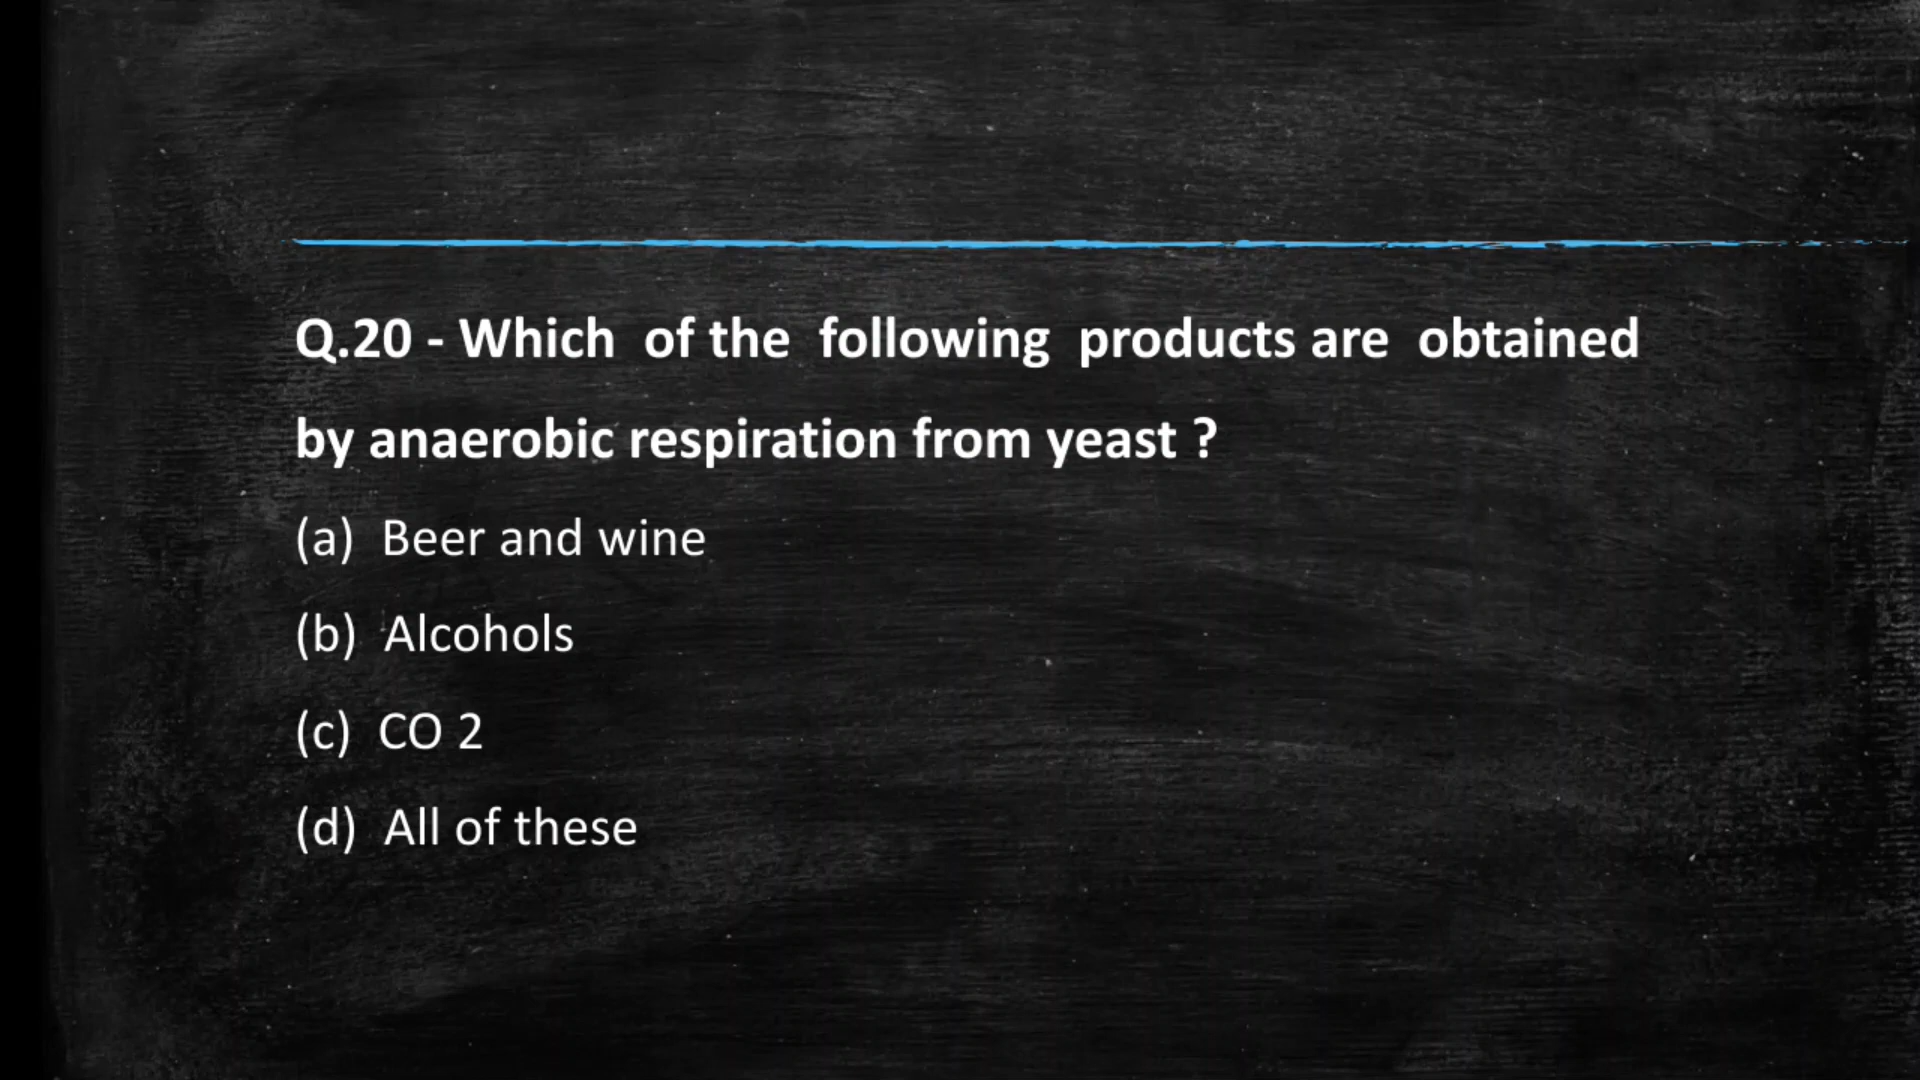 Q.20 - Which of the following products are obtained
by anaerobic respiration from yeast ?
(a) Beer and wine
(b) Alcohols
(c) CO 2
(d) All of these